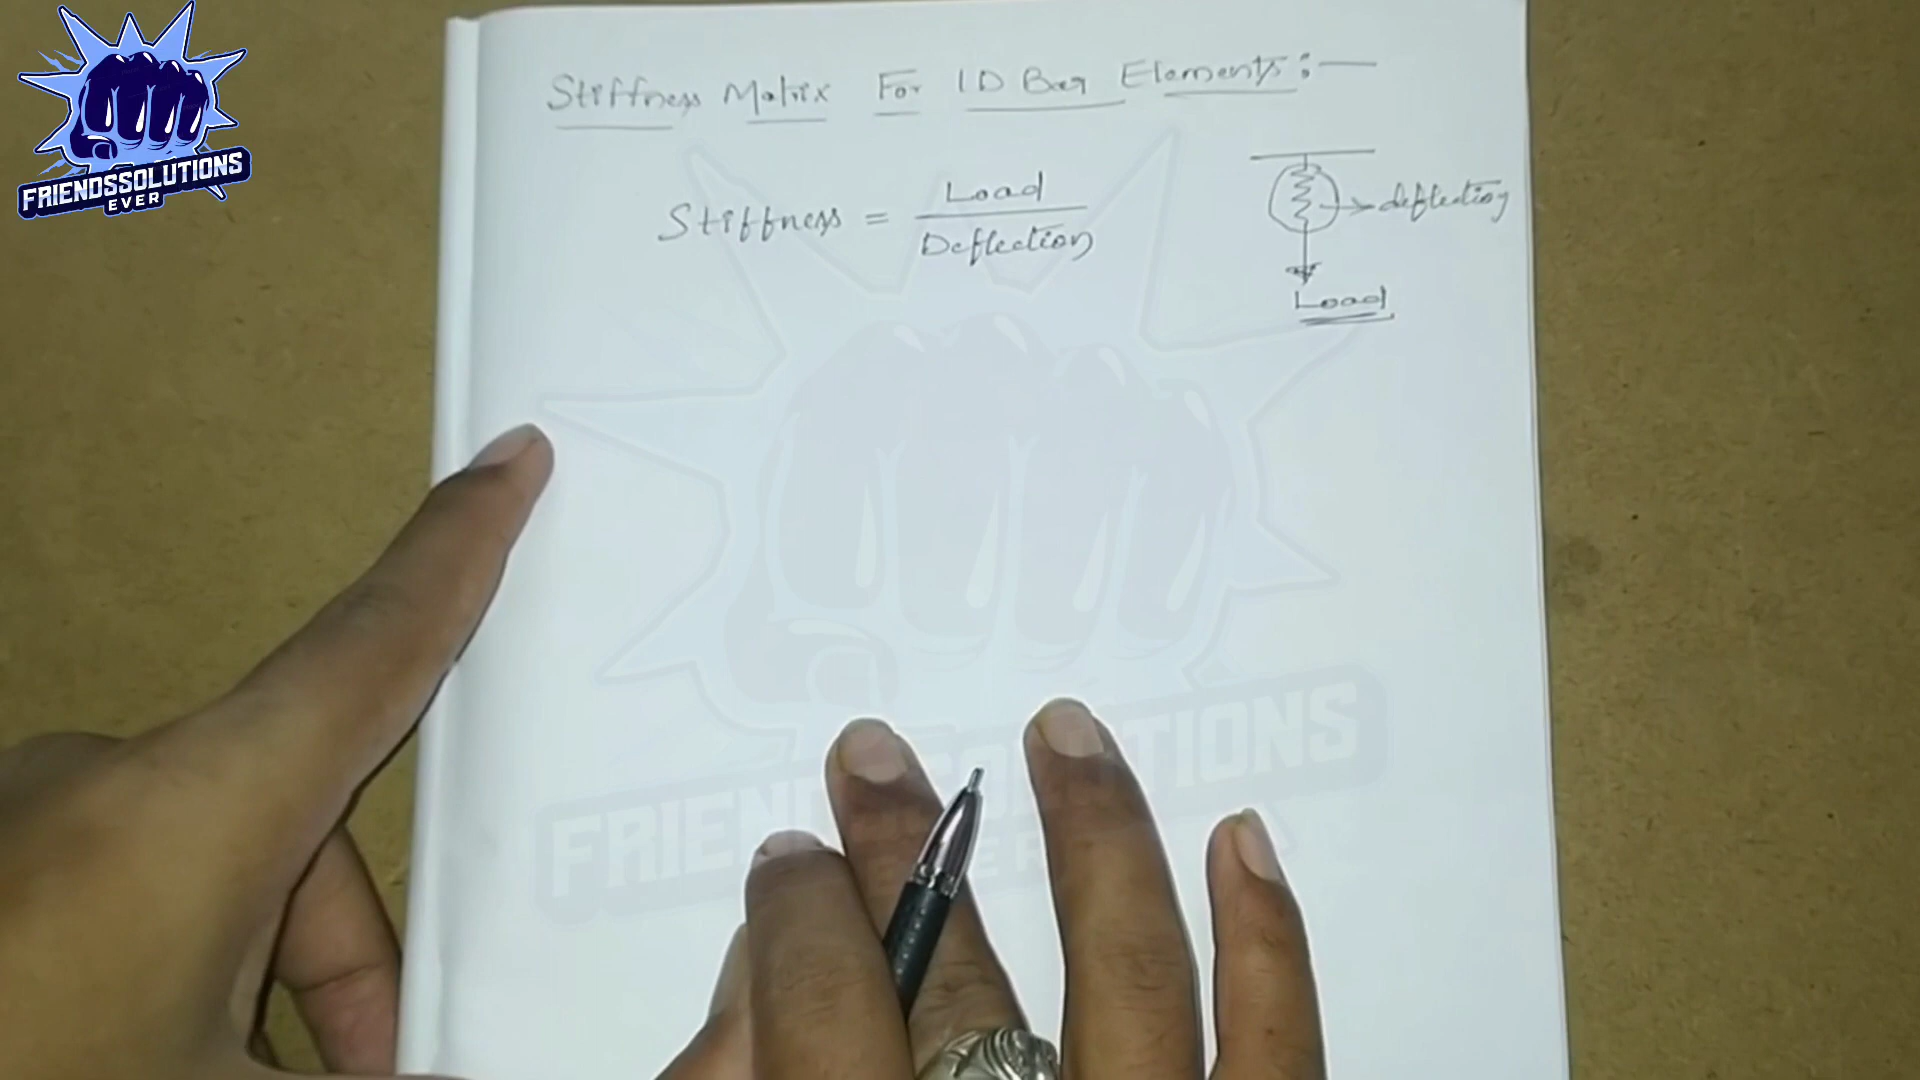 FRIENDSSOLUTIONS
EVER
Stiffness Matrix For 1D Bar Elements:—
Stiffness = Load
Deflection
deflection
Load
FRIENDSSOLUTIONS